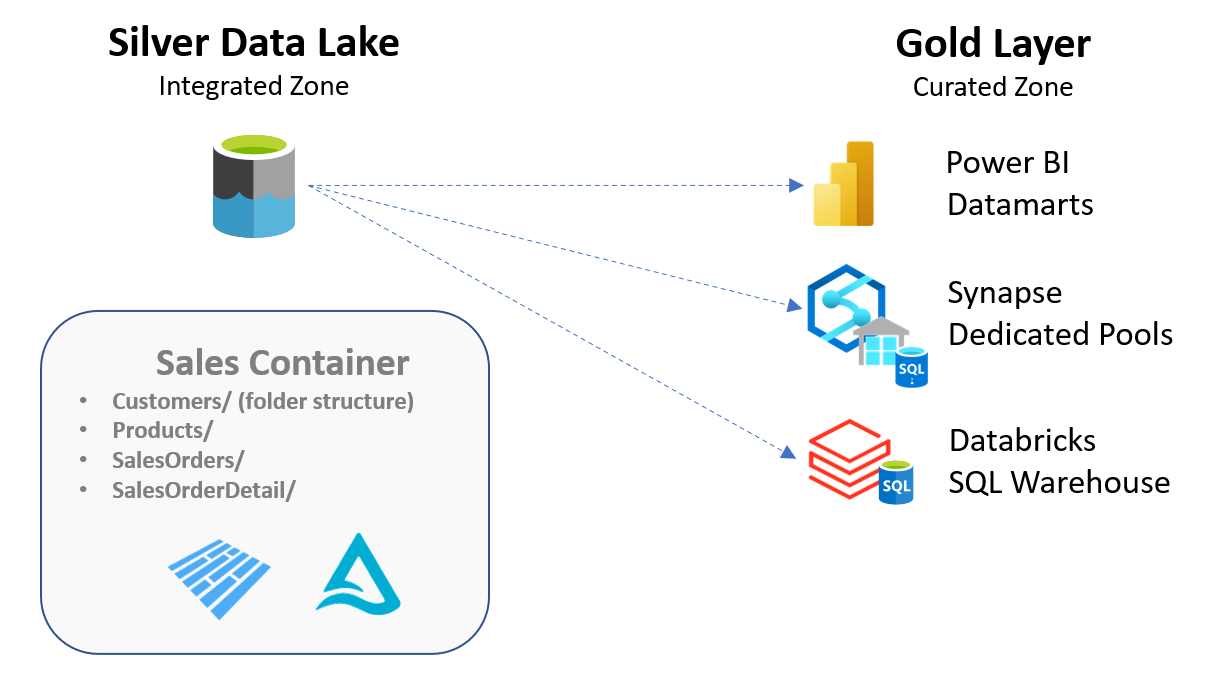 Silver Data Lake
Integrated Zone
Gold Layer
Curated Zone
Power BI
Datamarts
Synapse
Dedicated Pools
SQL
Databricks
SQL Warehouse
SQL
Sales Container
• Customers/ (folder structure)
• Products/
• SalesOrders/
• SalesOrderDetail/